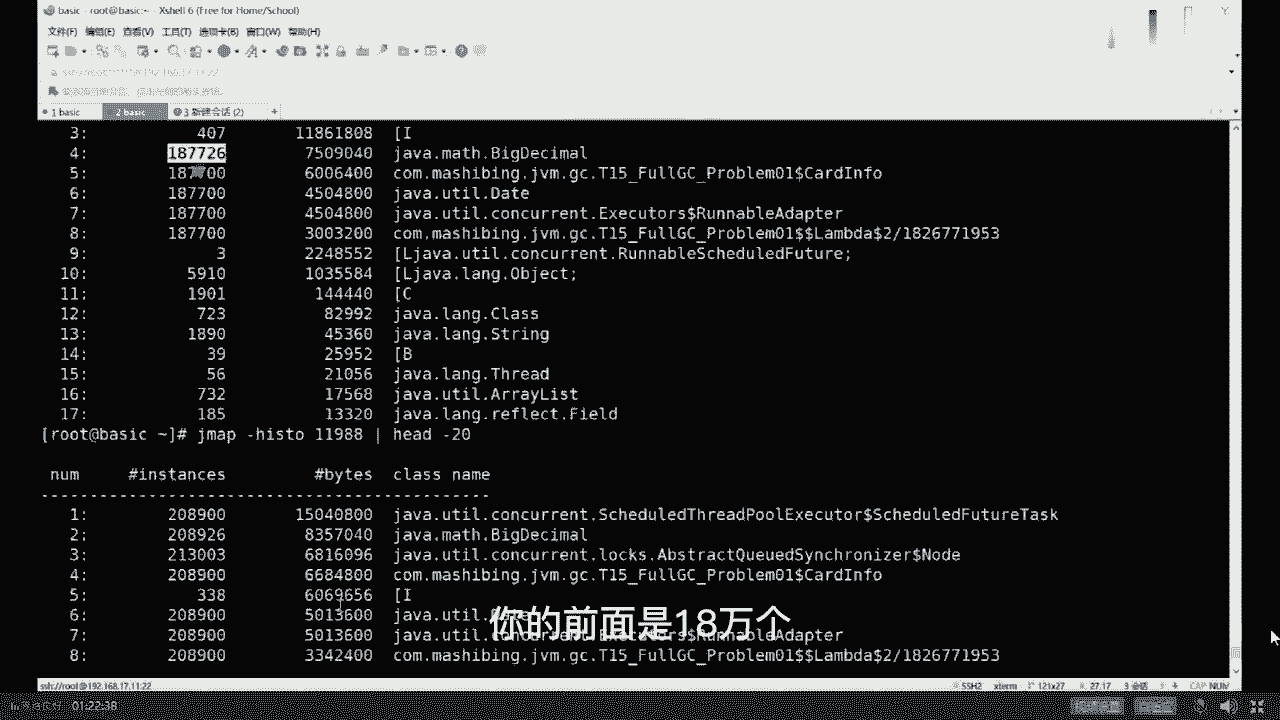 basic - root@basic:~ - Xshell 6 (Free for Home/School)
文件(F) 编辑(E) 查看(V) 工具(T) 选项卡(B) 窗口(W) 帮助(H)
1 basic 2 basic 3 新建会话 (2) +
3: 407 11861808 [I
4: 187726 7509040 java.math.BigDecimal
5: 187700 6006400 com.mashibing.jvm.gc.T15_FullGC_Problem01$CardInfo
6: 187700 4504800 java.util.Date
7: 187700 4504800 java.util.concurrent.Executors$RunnableAdapter
8: 187700 3003200 com.mashibing.jvm.gc.T15_FullGC_Problem01$$Lambda$2/1826771953
9: 3 2248552 [Ljava.util.concurrent.RunnableScheduledFuture;
10: 5910 1035584 [Ljava.lang.Object;
11: 1901 144440 [C
12: 723 82992 java.lang.Class
13: 1890 45360 java.lang.String
14: 39 25952 [B
15: 56 21056 java.lang.Thread
16: 732 17568 java.util.ArrayList
17: 185 13320 java.lang.reflect.Field
[root@basic ~]# jmap -histo 11988 | head -20
num #instances #bytes class name
----------------------------------------------
1: 208900 15040800 java.util.concurrent.ScheduledThreadPoolExecutor$ScheduledFutureTask
2: 208926 8357040 java.math.BigDecimal
3: 213003 6816096 java.util.concurrent.locks.AbstractQueuedSynchronizer$Node
4: 208900 6684800 com.mashibing.jvm.gc.T15_FullGC_Problem01$CardInfo
5: 338 6069656 [I
6: 208900 5013600 java.util.
你的前面是18万个
7: 208900 5013600 java.util.concurrent.Executors$RunnableAdapter
8: 208900 3342400 com.mashibing.jvm.gc.T15_FullGC_Problem01$$Lambda$2/1826771953
ssh://root@192.168.17.11:22 SSH2 xterm 121x27 27,17 3 会话 CAP NUM
01:22:38